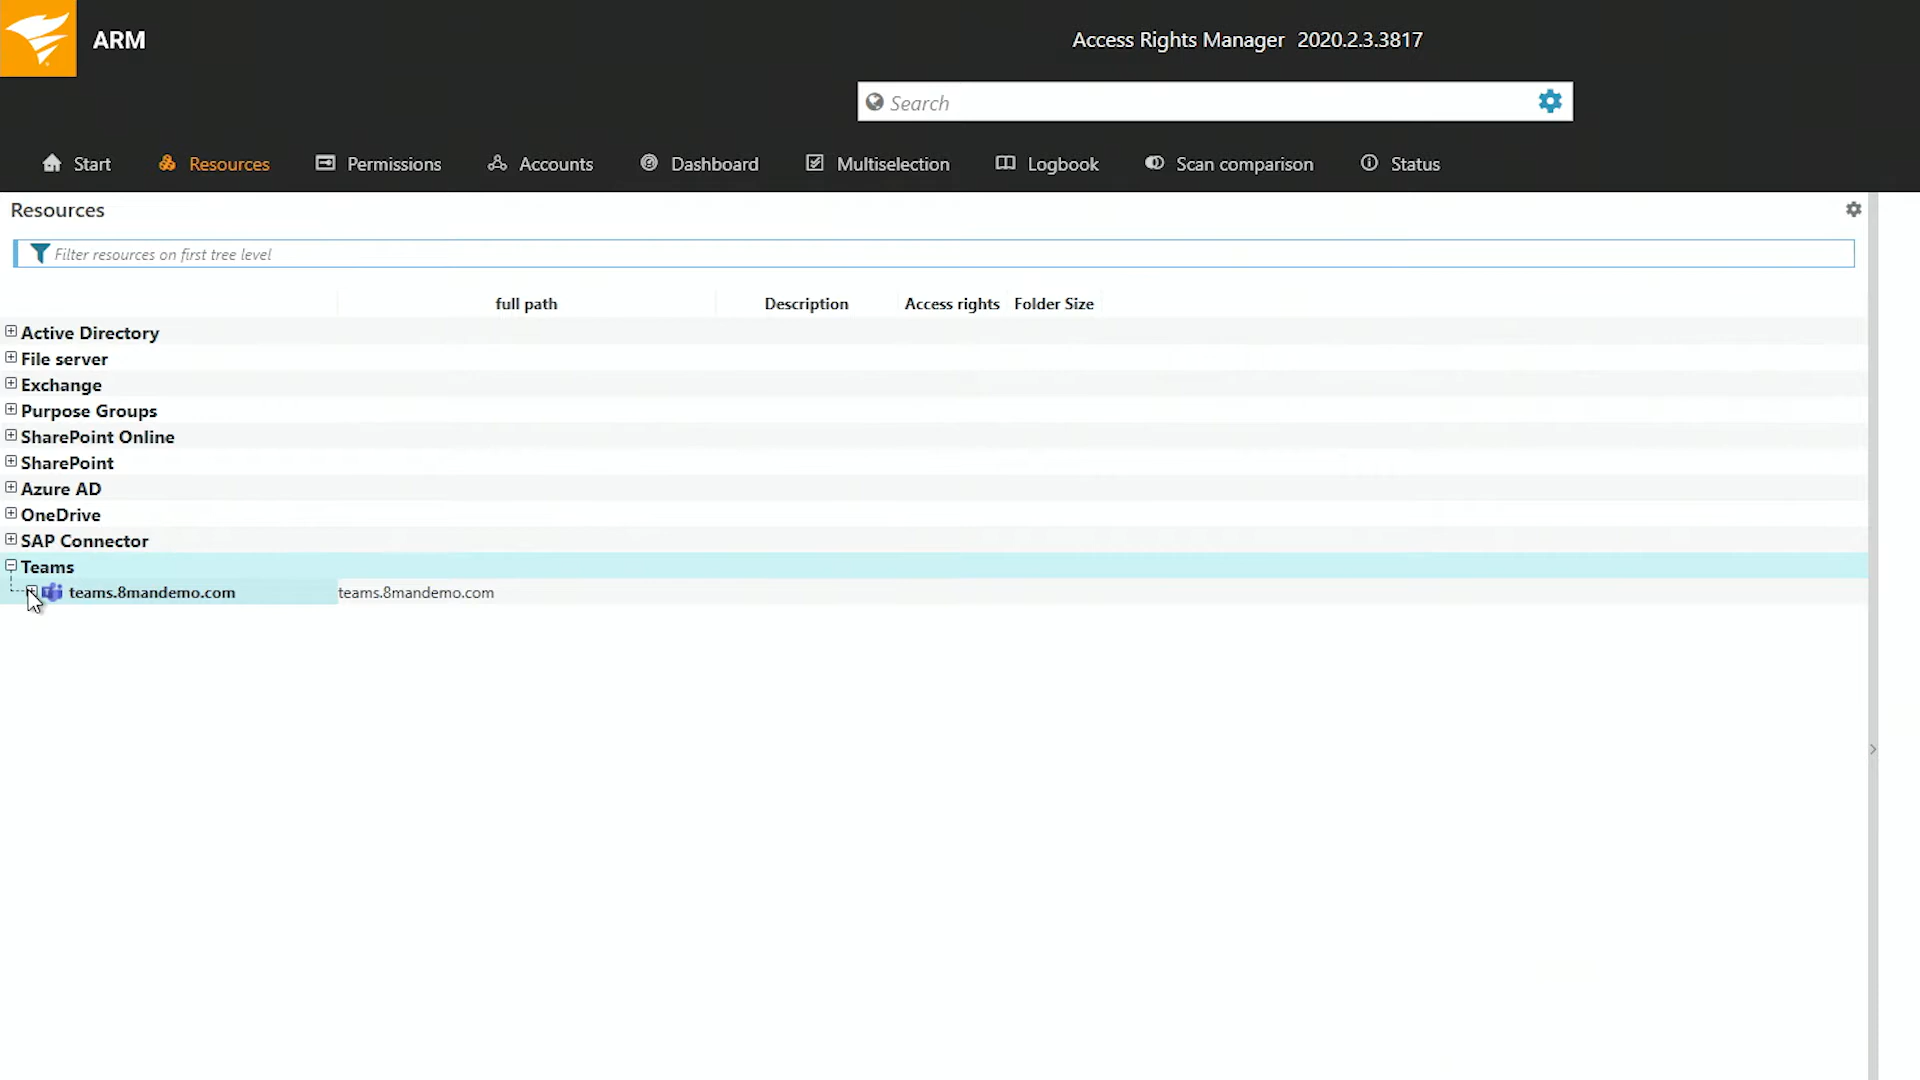 ARM
Access Rights Manager 2020.2.3.3817
Search
Start Resources Permissions Accounts Dashboard Multiselection Logbook Scan comparison Status
Resources
Filter resources on first tree level
full path Description Access rights Folder Size
Active Directory
File server
Exchange
Purpose Groups
SharePoint Online
SharePoint
Azure AD
OneDrive
SAP Connector
Teams
teams.8mandemo.com teams.8mandemo.com